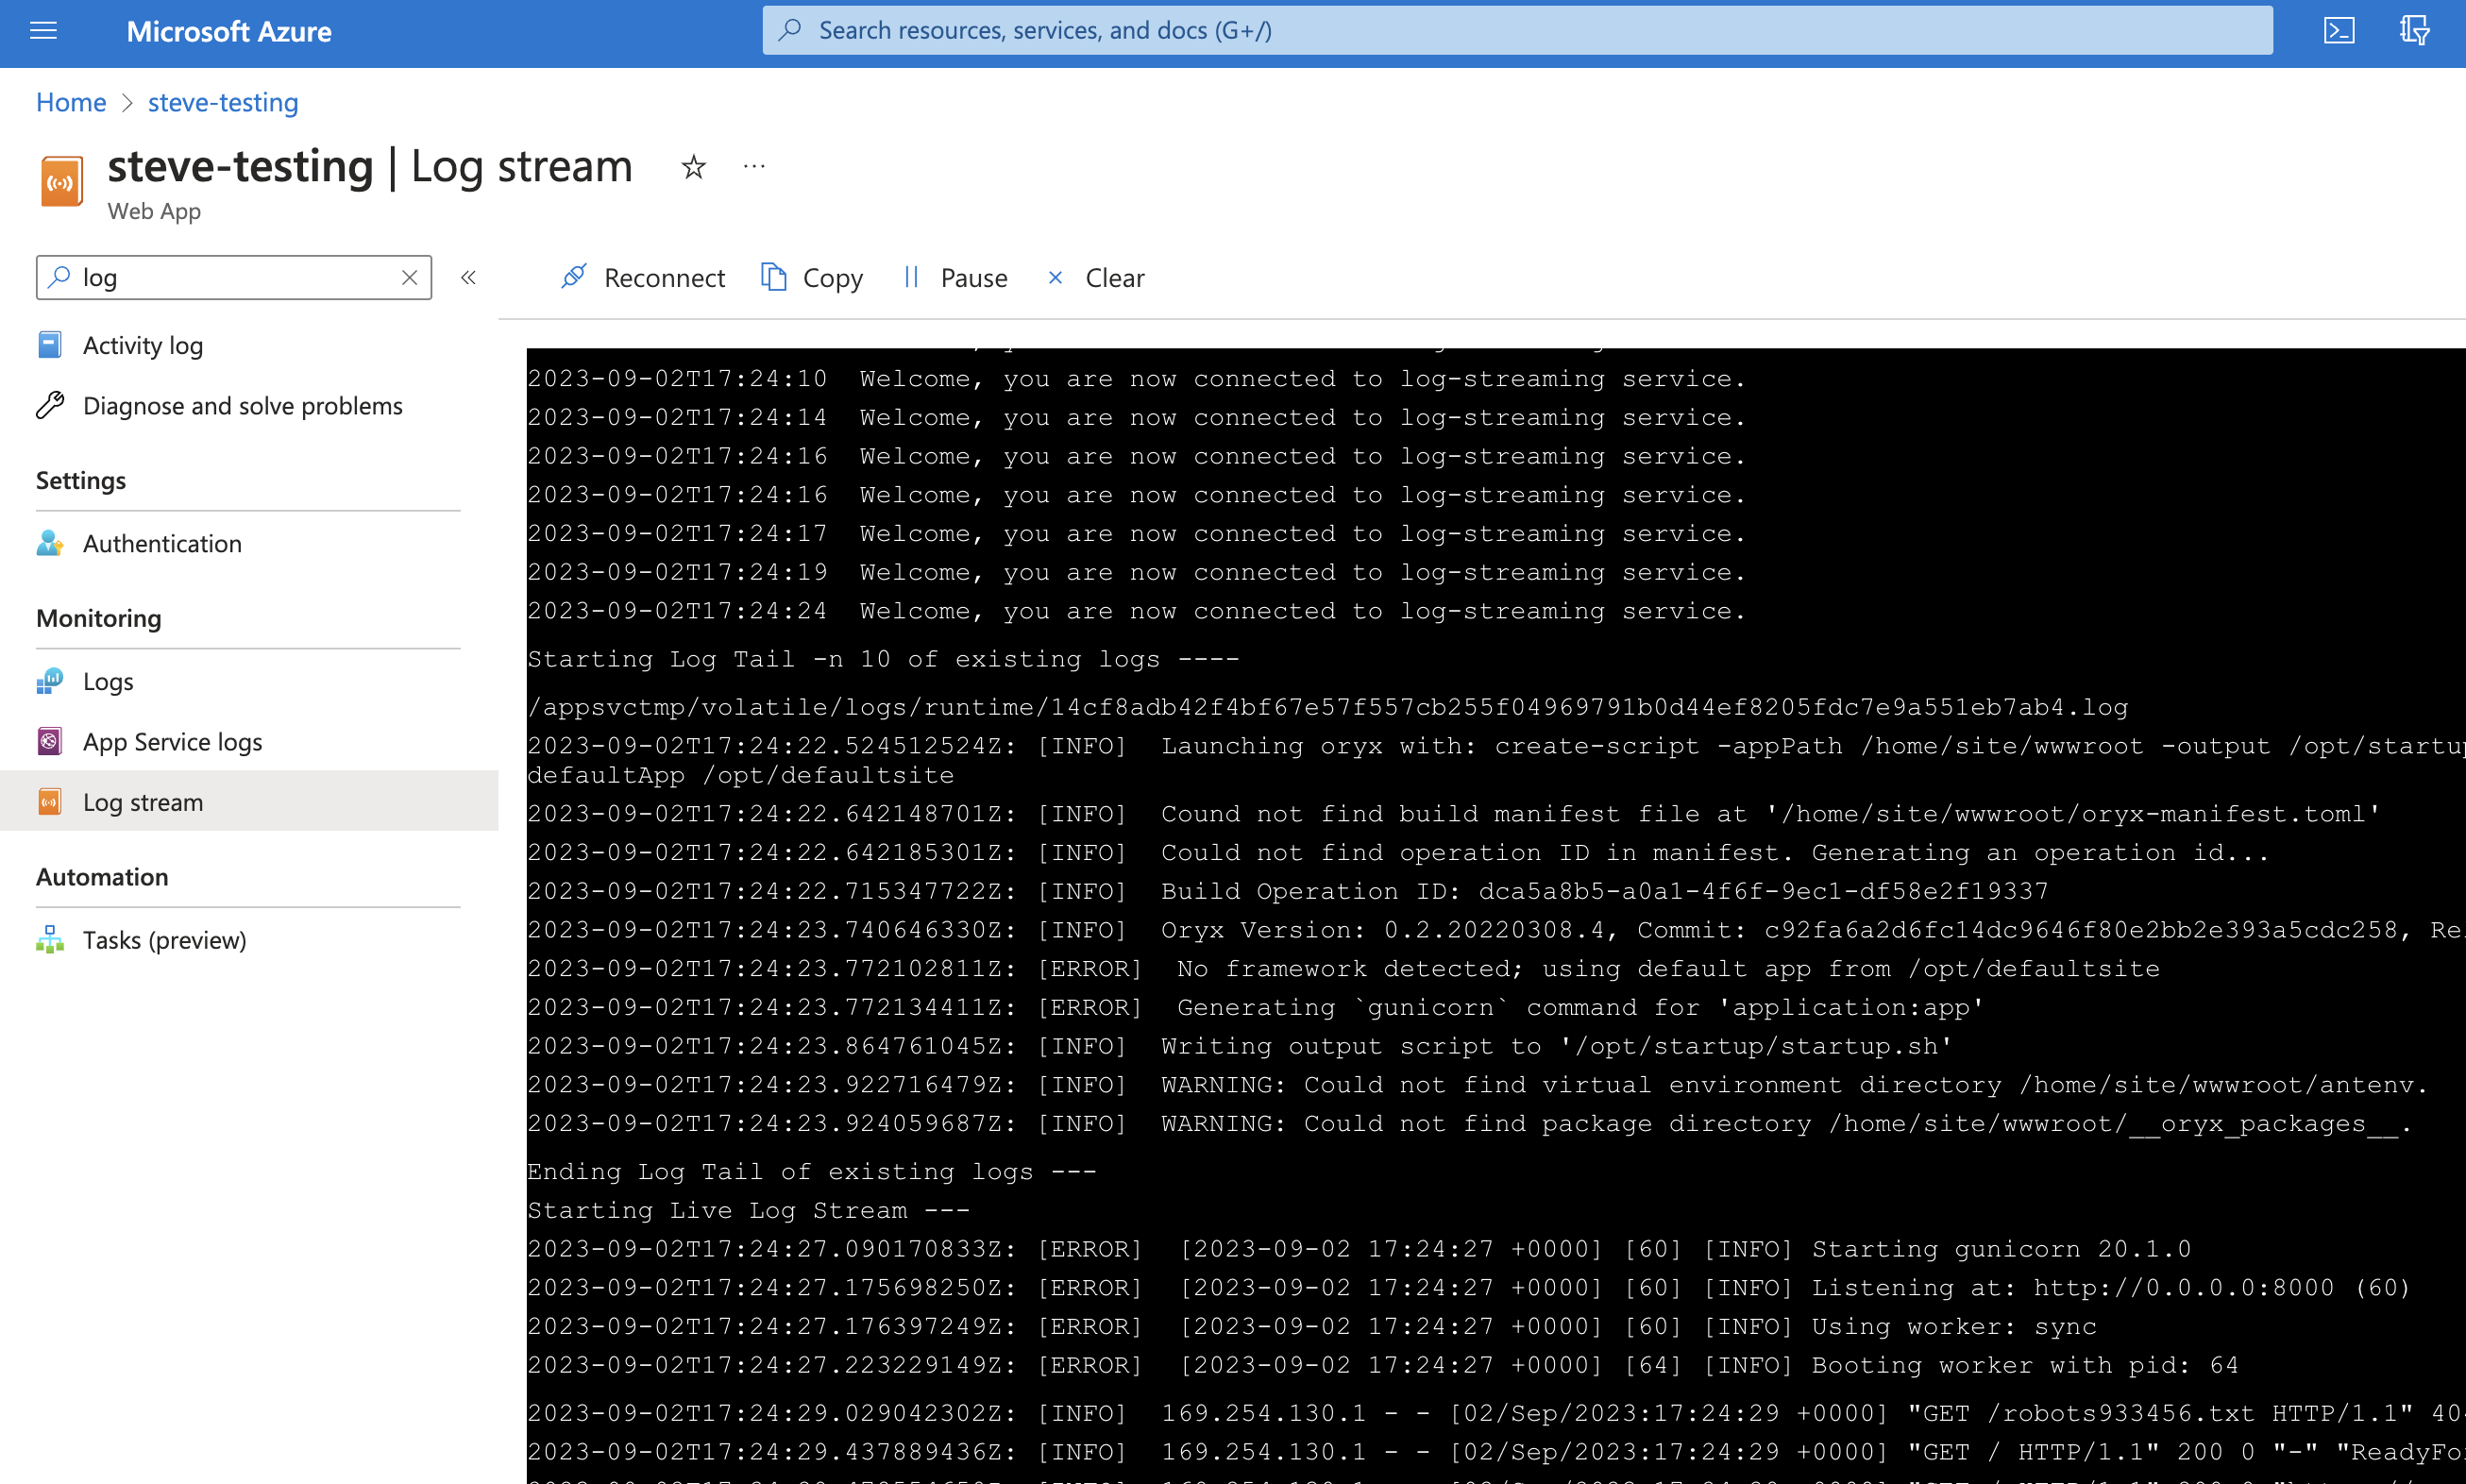 Microsoft Azure
Search resources, services, and docs (G+/)
Home > steve-testing
steve-testing | Log stream
Web App
log
Reconnect Copy Pause Clear
Activity log
Diagnose and solve problems
Settings
Authentication
Monitoring
Logs
App Service logs
Log stream
Automation
Tasks (preview)
2023-09-02T17:24:10 Welcome, you are now connected to log-streaming service.
2023-09-02T17:24:14 Welcome, you are now connected to log-streaming service.
2023-09-02T17:24:16 Welcome, you are now connected to log-streaming service.
2023-09-02T17:24:16 Welcome, you are now connected to log-streaming service.
2023-09-02T17:24:17 Welcome, you are now connected to log-streaming service.
2023-09-02T17:24:19 Welcome, you are now connected to log-streaming service.
2023-09-02T17:24:24 Welcome, you are now connected to log-streaming service.
Starting Log Tail -n 10 of existing logs ----
/appsvctmp/volatile/logs/runtime/14cf8adb42f4bf67e57f557cb255f04969791b0d44ef8205fdc7e9a551eb7ab4.log
2023-09-02T17:24:22.524512524Z: [INFO] Launching oryx with: create-script -appPath /home/site/wwwroot -output /opt/startup
defaultApp /opt/defaultsite
2023-09-02T17:24:22.642148701Z: [INFO] Cound not find build manifest file at '/home/site/wwwroot/oryx-manifest.toml'
2023-09-02T17:24:22.642185301Z: [INFO] Could not find operation ID in manifest. Generating an operation id...
2023-09-02T17:24:22.715347722Z: [INFO] Build Operation ID: dca5a8b5-a0a1-4f6f-9ec1-df58e2f19337
2023-09-02T17:24:23.740646330Z: [INFO] Oryx Version: 0.2.20220308.4, Commit: c92fa6a2d6fc14dc9646f80e2bb2e393a5cdc258,
2023-09-02T17:24:23.772102811Z: [ERROR] No framework detected; using default app from /opt/defaultsite
2023-09-02T17:24:23.772134411Z: [ERROR] Generating `gunicorn` command for 'application:app'
2023-09-02T17:24:23.864761045Z: [INFO] Writing output script to '/opt/startup/startup.sh'
2023-09-02T17:24:23.922716479Z: [INFO] WARNING: Could not find virtual environment directory /home/site/wwwroot/antenv.
2023-09-02T17:24:23.924059687Z: [INFO] WARNING: Could not find package directory /home/site/wwwroot/__oryx_packages__.
Ending Log Tail of existing logs ---
Starting Live Log Stream ---
2023-09-02T17:24:27.090170833Z: [ERROR] [2023-09-02 17:24:27 +0000] [60] [INFO] Starting gunicorn 20.1.0
2023-09-02T17:24:27.175698250Z: [ERROR] [2023-09-02 17:24:27 +0000] [60] [INFO] Listening at: http://0.0.0.0:8000 (60)
2023-09-02T17:24:27.176397249Z: [ERROR] [2023-09-02 17:24:27 +0000] [60] [INFO] Using worker: sync
2023-09-02T17:24:27.223229149Z: [ERROR] [2023-09-02 17:24:27 +0000] [64] [INFO] Booting worker with pid: 64
2023-09-02T17:24:29.029042302Z: [INFO] 169.254.130.1 - - [02/Sep/2023:17:24:29 +0000] "GET /robots933456.txt HTTP/1.1"
2023-09-02T17:24:29.437889436Z: [INFO] 169.254.130.1 - - [02/Sep/2023:17:24:29 +0000] "GET / HTTP/1.1" 200 0 "-" "ReadyFo